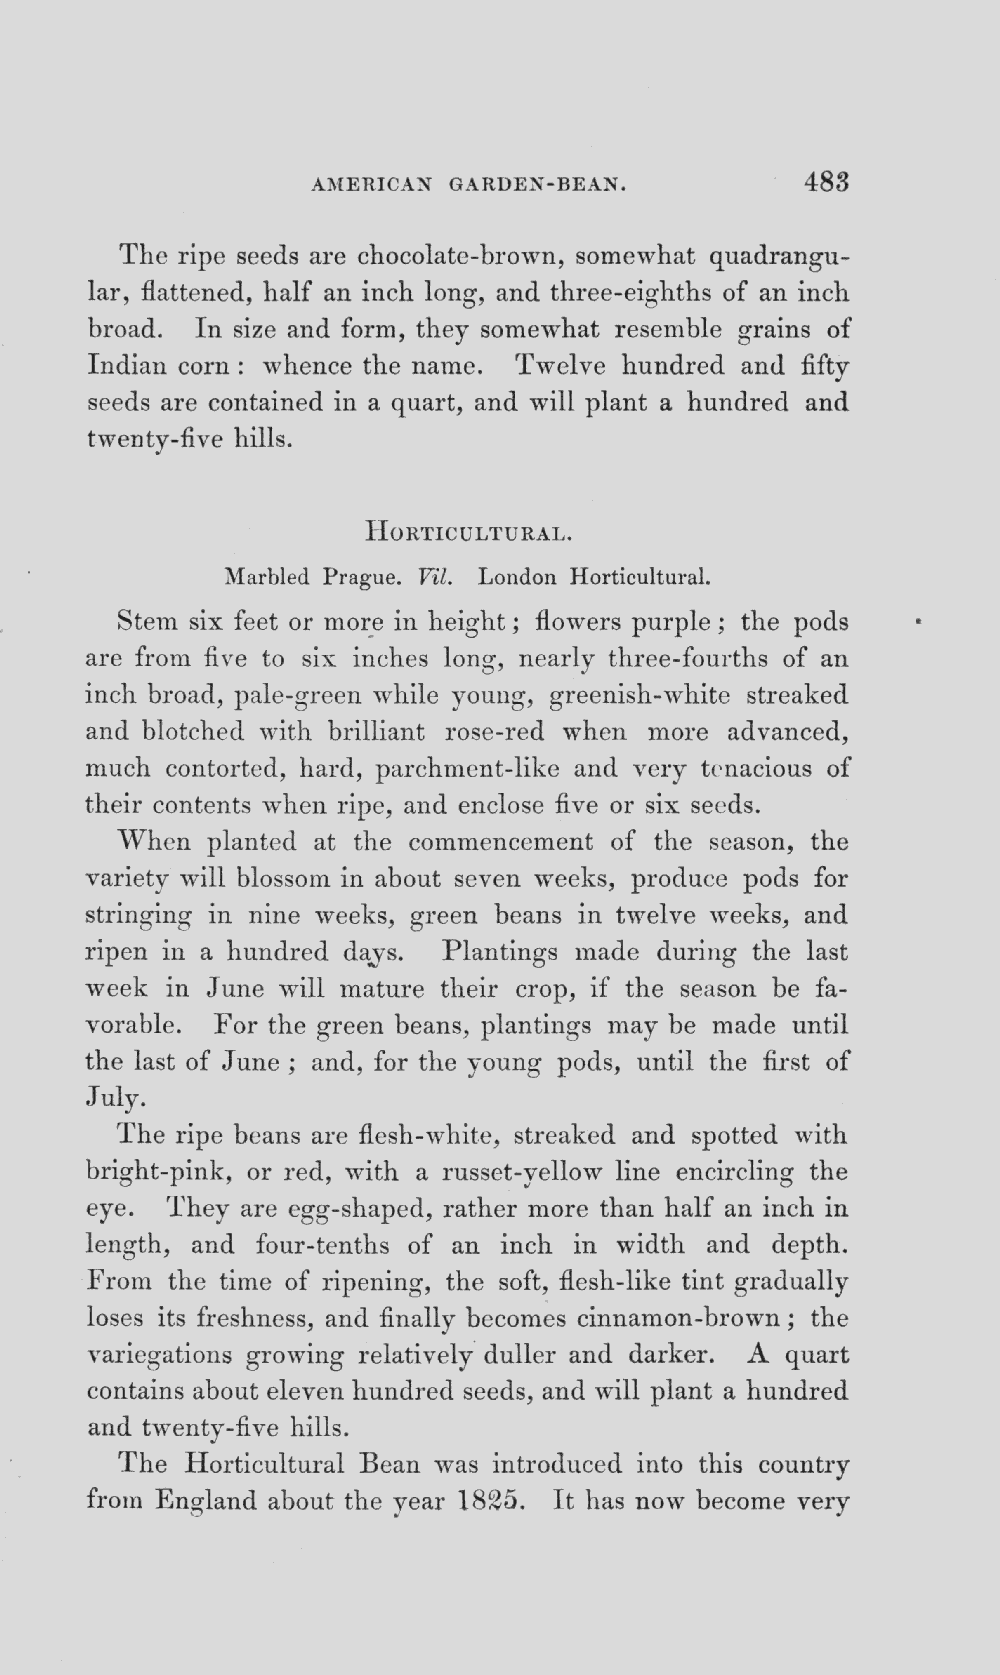 AMERICAN GARDEN-BEAN. 483
The ripe seeds are chocolate-brown, somewhat quadrangu-
lar, flattened, half an inch long, and three-eighths of an inch
broad. In size and form, they somewhat resemble grains of
Indian corn: whence the name. Twelve hundred and fifty
seeds are contained in a quart, and will plant a hundred and
twenty-five hills.
HORTICULTURAL.
Marbled Prague. Vil. London Horticultural.
Stem six feet or more in height; flowers purple; the pods
are from five to six inches long, nearly three-fourths of an
inch broad, pale-green while young, greenish-white streaked
and blotched with brilliant rose-red when more advanced,
much contorted, hard, parchment-like and very tenacious of
their contents when ripe, and enclose five or six seeds.
When planted at the commencement of the season, the
variety will blossom in about seven weeks, produce pods for
stringing in nine weeks, green beans in twelve weeks, and
ripen in a hundred days. Plantings made during the last
week in June will mature their crop, if the season be fa-
vorable. For the green beans, plantings may be made until
the last of June; and, for the young pods, until the first of
July.
The ripe beans are flesh-white, streaked and spotted with
bright-pink, or red, with a russet-yellow line encircling the
eye. They are egg-shaped, rather more than half an inch in
length, and four-tenths of an inch in width and depth.
From the time of ripening, the soft, flesh-like tint gradually
loses its freshness, and finally becomes cinnamon-brown; the
variegations growing relatively duller and darker. A quart
contains about eleven hundred seeds, and will plant a hundred
and twenty-five hills.
The Horticultural Bean was introduced into this country
from England about the year 1825. It has now become very